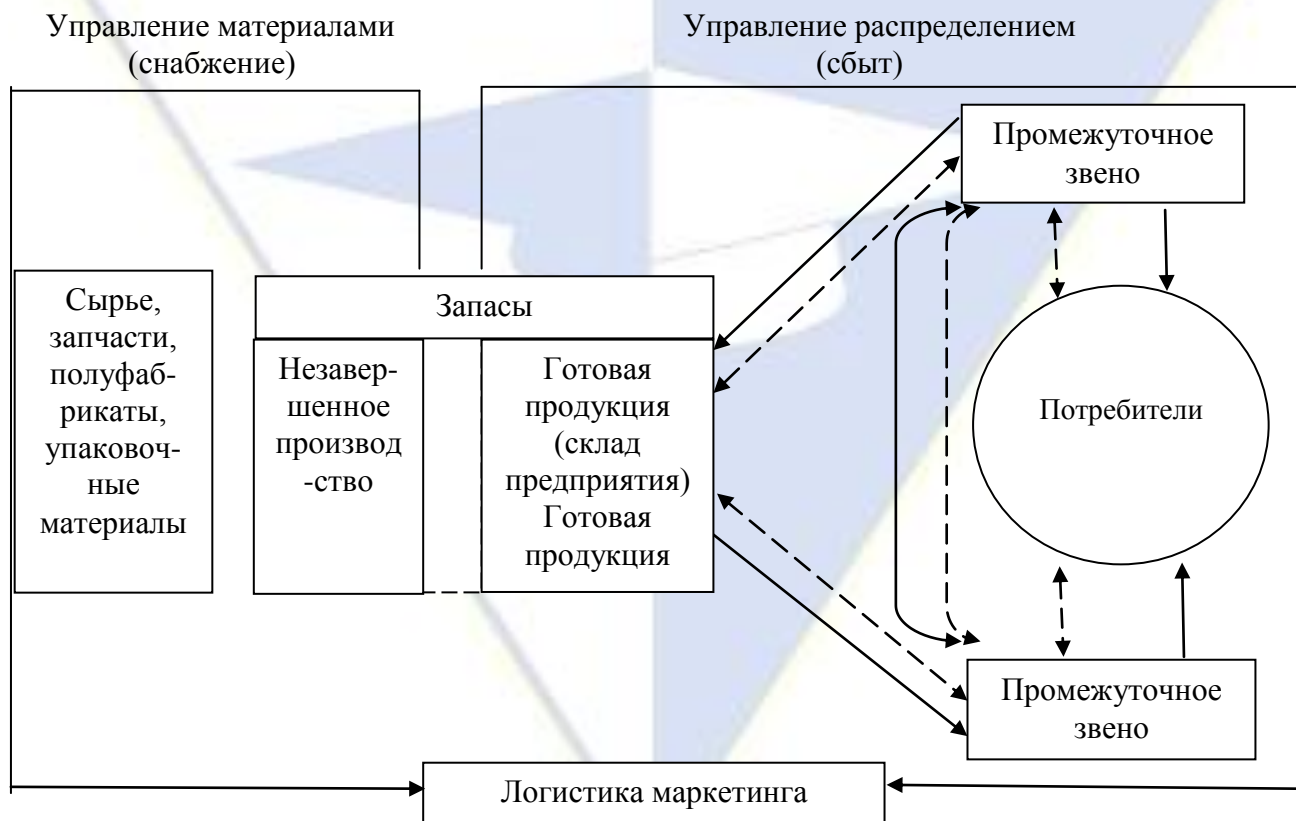 Управление материалами
(снабжение)
Управление распределением
(сбыт)
Промежуточное
звено
Сырье,
запчасти,
полуфаб-
рикаты,
упаковоч-
ные
материалы
Запасы
Незавер-
шенное
производ
-ство
Готовая
продукция
(склад
предприятия)
Готовая
продукция
Потребители
Промежуточное
звено
Логистика маркетинга